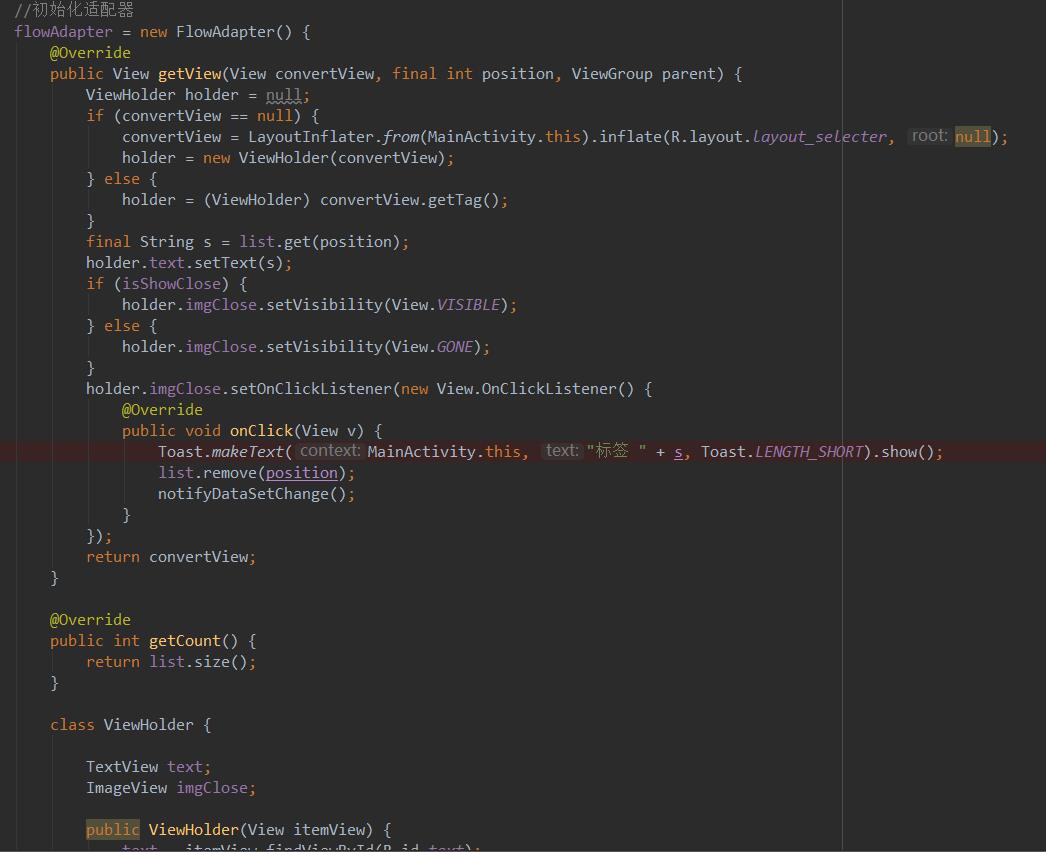 //初始化适配器
flowAdapter = new FlowAdapter() {
@Override
public View getView(View convertView, final int position, ViewGroup parent) {
ViewHolder holder = null;
if (convertView == null) {
convertView = LayoutInflater.from(MainActivity.this).inflate(R.layout.layout_selecter, root: null);
holder = new ViewHolder(convertView);
} else {
holder = (ViewHolder) convertView.getTag();
}
final String s = list.get(position);
holder.text.setText(s);
if (isShowClose) {
holder.imgClose.setVisibility(View.VISIBLE);
} else {
holder.imgClose.setVisibility(View.GONE);
}
holder.imgClose.setOnClickListener(new View.OnClickListener() {
@Override
public void onClick(View v) {
Toast.makeText( context: MainActivity.this, text: "标签 " + s, Toast.LENGTH_SHORT).show();
list.remove(position);
notifyDataSetChange();
}
});
return convertView;
}
@Override
public int getCount() {
return list.size();
}
class ViewHolder {
TextView text;
ImageView imgClose;
public ViewHolder(View itemView) {
text = itemView.findViewById(R.id.text);